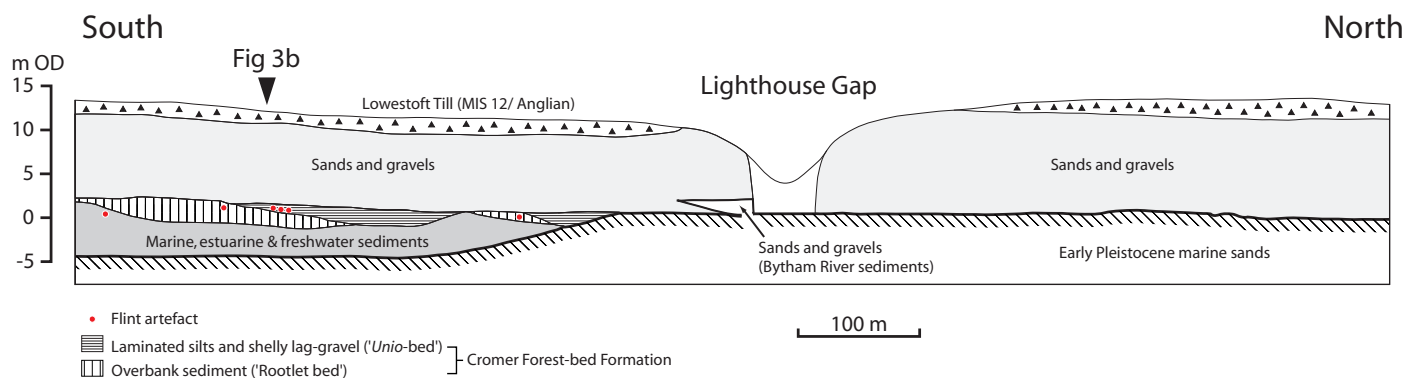 South
North
Fig 3b
m OD
Lighthouse Gap
15
Lowestoft Till (MIS 12/ Anglian)
10
5
Sands and gravels
Sands and gravels
0
Marine, estuarine & freshwater sediments
Sands and gravels
(Bytham River sediments)
Early Pleistocene marine sands
-5
Flint artefact
100 m
Laminated silts and shelly lag-gravel ('Unio-bed')
Cromer Forest-bed Formation
Overbank sediment ('Rootlet bed')